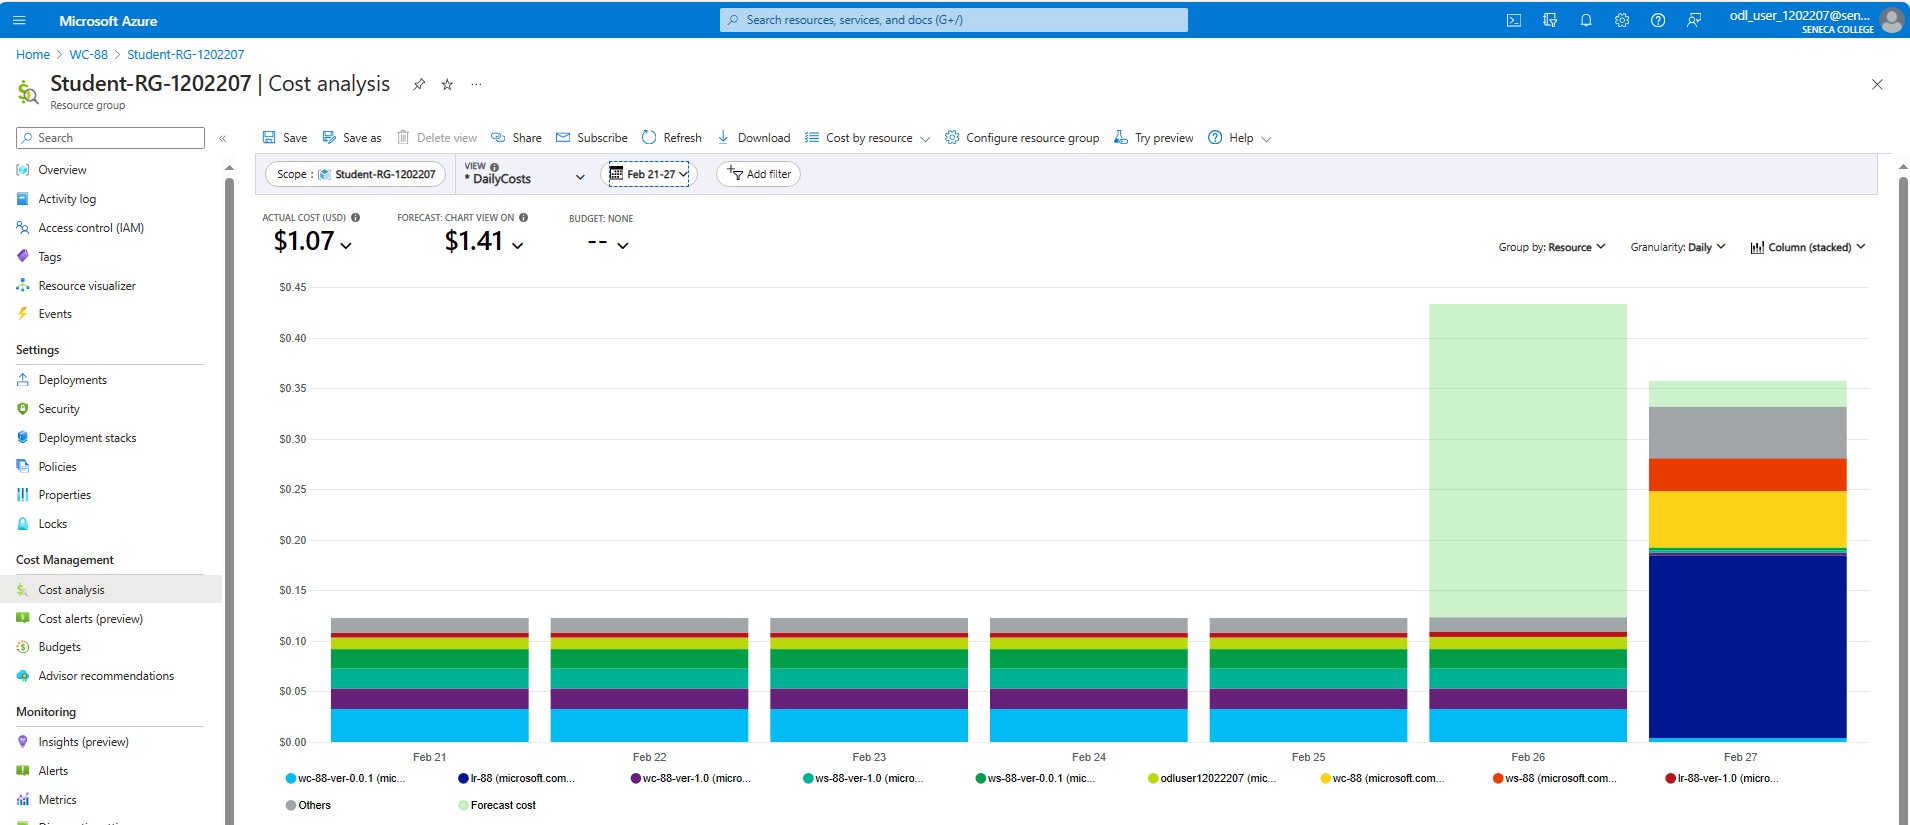 Microsoft Azure
Search resources, services, and docs (G+/)
odl_user_1202207@sen...
SENECA COLLEGE
Home > WC-88 > Student-RG-1202207
Student-RG-1202207 | Cost analysis
Resource group
Search
Save
Save as
Delete view
Share
Subscribe
Refresh
Download
Cost by resource
Configure resource group
Try preview
Help
Overview
Activity log
Access control (IAM)
Tags
Resource visualizer
Events
Settings
Deployments
Security
Deployment stacks
Policies
Properties
Locks
Cost Management
Cost analysis
Cost alerts (preview)
Budgets
Advisor recommendations
Monitoring
Insights (preview)
Alerts
Metrics
Scope : Student-RG-1202207
VIEW
* DailyCosts
Feb 21-27
Add filter
ACTUAL COST (USD)
$1.07
FORECAST: CHART VIEW ON
$1.41
BUDGET: NONE
--
Group by: Resource
Granularity: Daily
Column (stacked)
$0.45
$0.40
$0.35
$0.30
$0.25
$0.20
$0.15
$0.10
$0.05
$0.00
Feb 21
Feb 22
Feb 23
Feb 24
Feb 25
Feb 26
Feb 27
wc-88-ver-0.0.1 (mic...
lr-88 (microsoft.com...
wc-88-ver-1.0 (micro...
ws-88-ver-1.0 (micro...
ws-88-ver-0.0.1 (mic...
odluser12022207 (mic...
wc-88 (microsoft.com...
ws-88 (microsoft.com...
lr-88-ver-1.0 (micro...
Others
Forecast cost